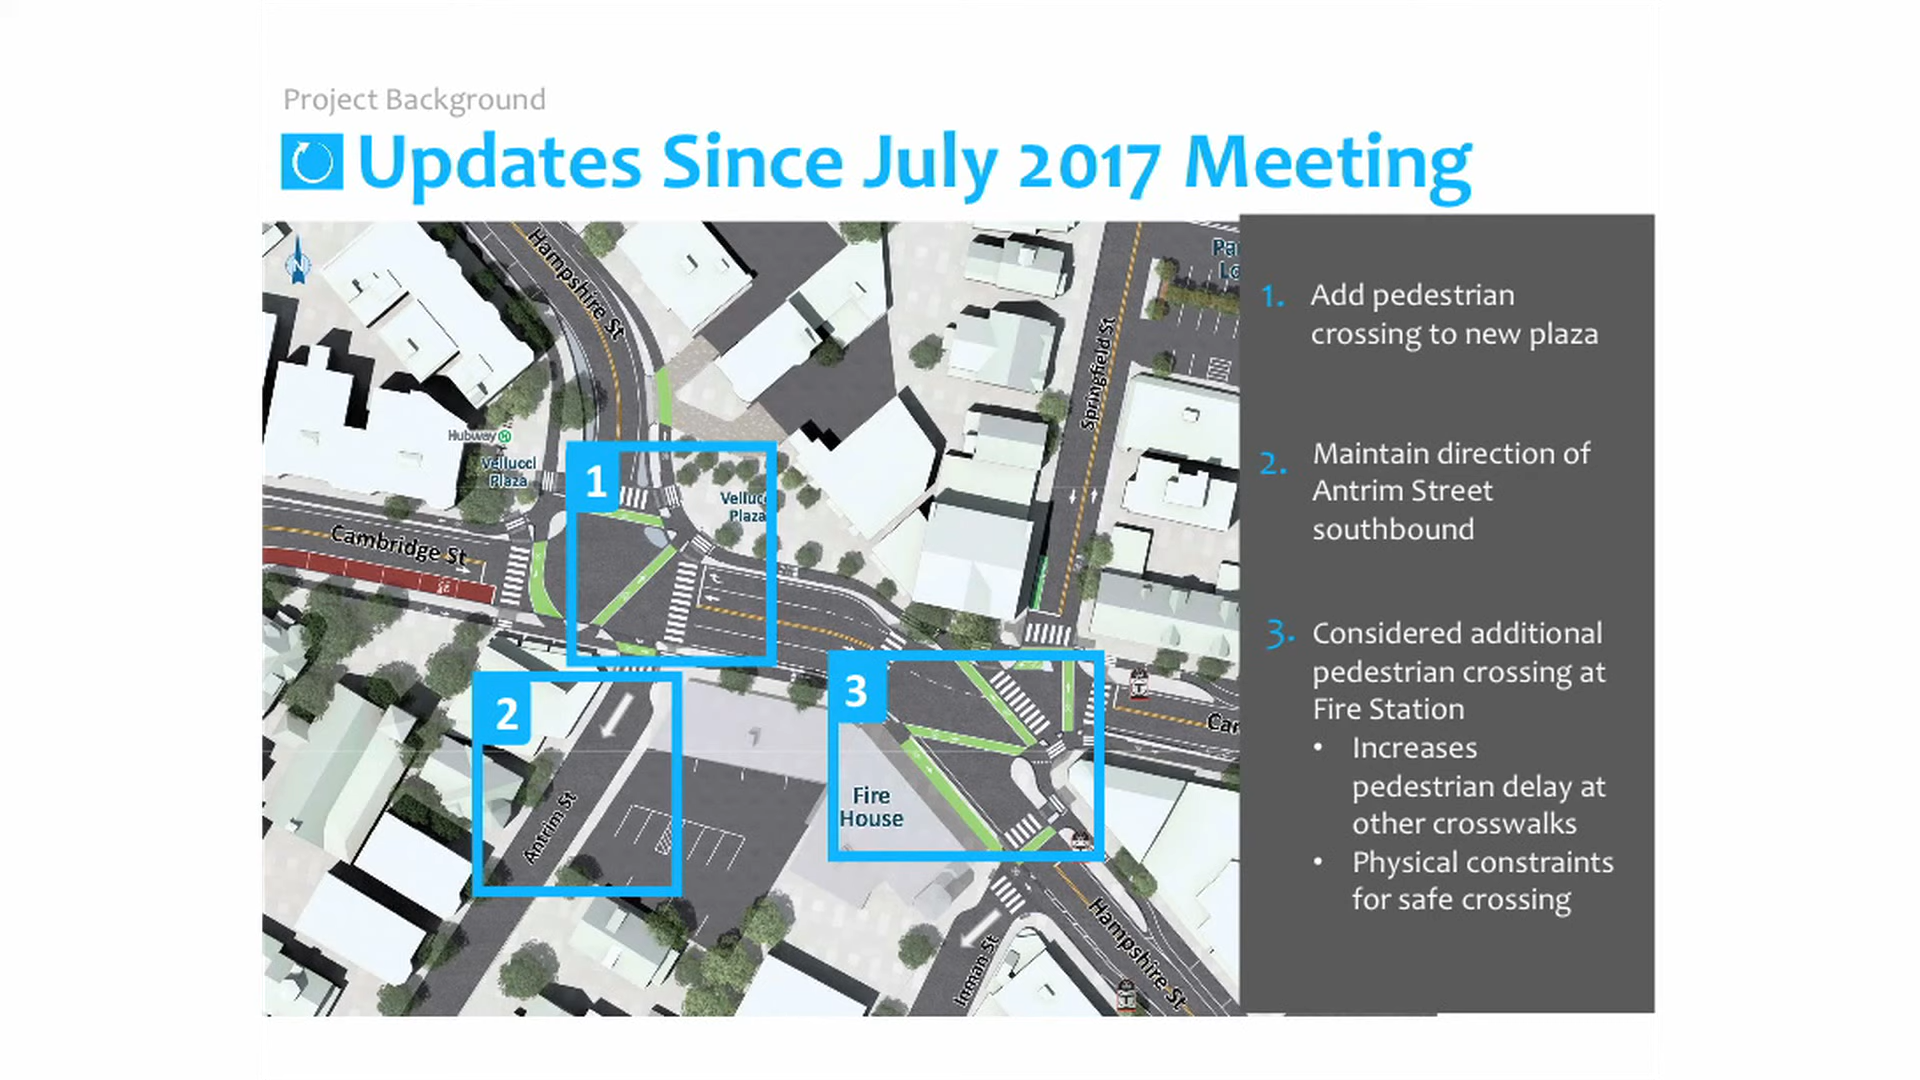 Project Background
Updates Since July 2017 Meeting
N
Hampshire St
Springfield St
Hubway H
Vellucci
Plaza
1
Plaza
Cambridge St
2
3
Fire
House
Antrim St
Inman St
Hampshire St
1. Add pedestrian
crossing to new plaza
2. Maintain direction of
Antrim Street
southbound
3. Considered additional
pedestrian crossing at
Fire Station
• Increases
pedestrian delay at
other crosswalks
• Physical constraints
for safe crossing